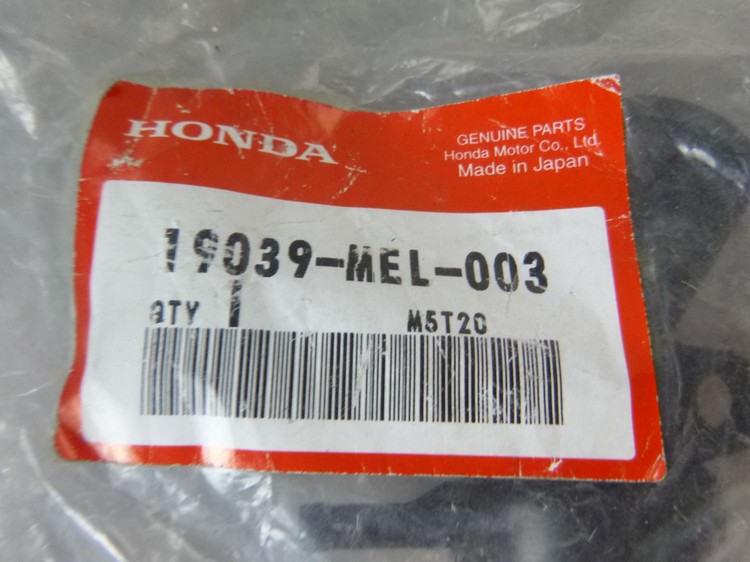 HONDA
GENUINE PARTS
Honda Motor Co., Ltd.
Made in Japan
19039-MEL-003
QTY 1 M5T20